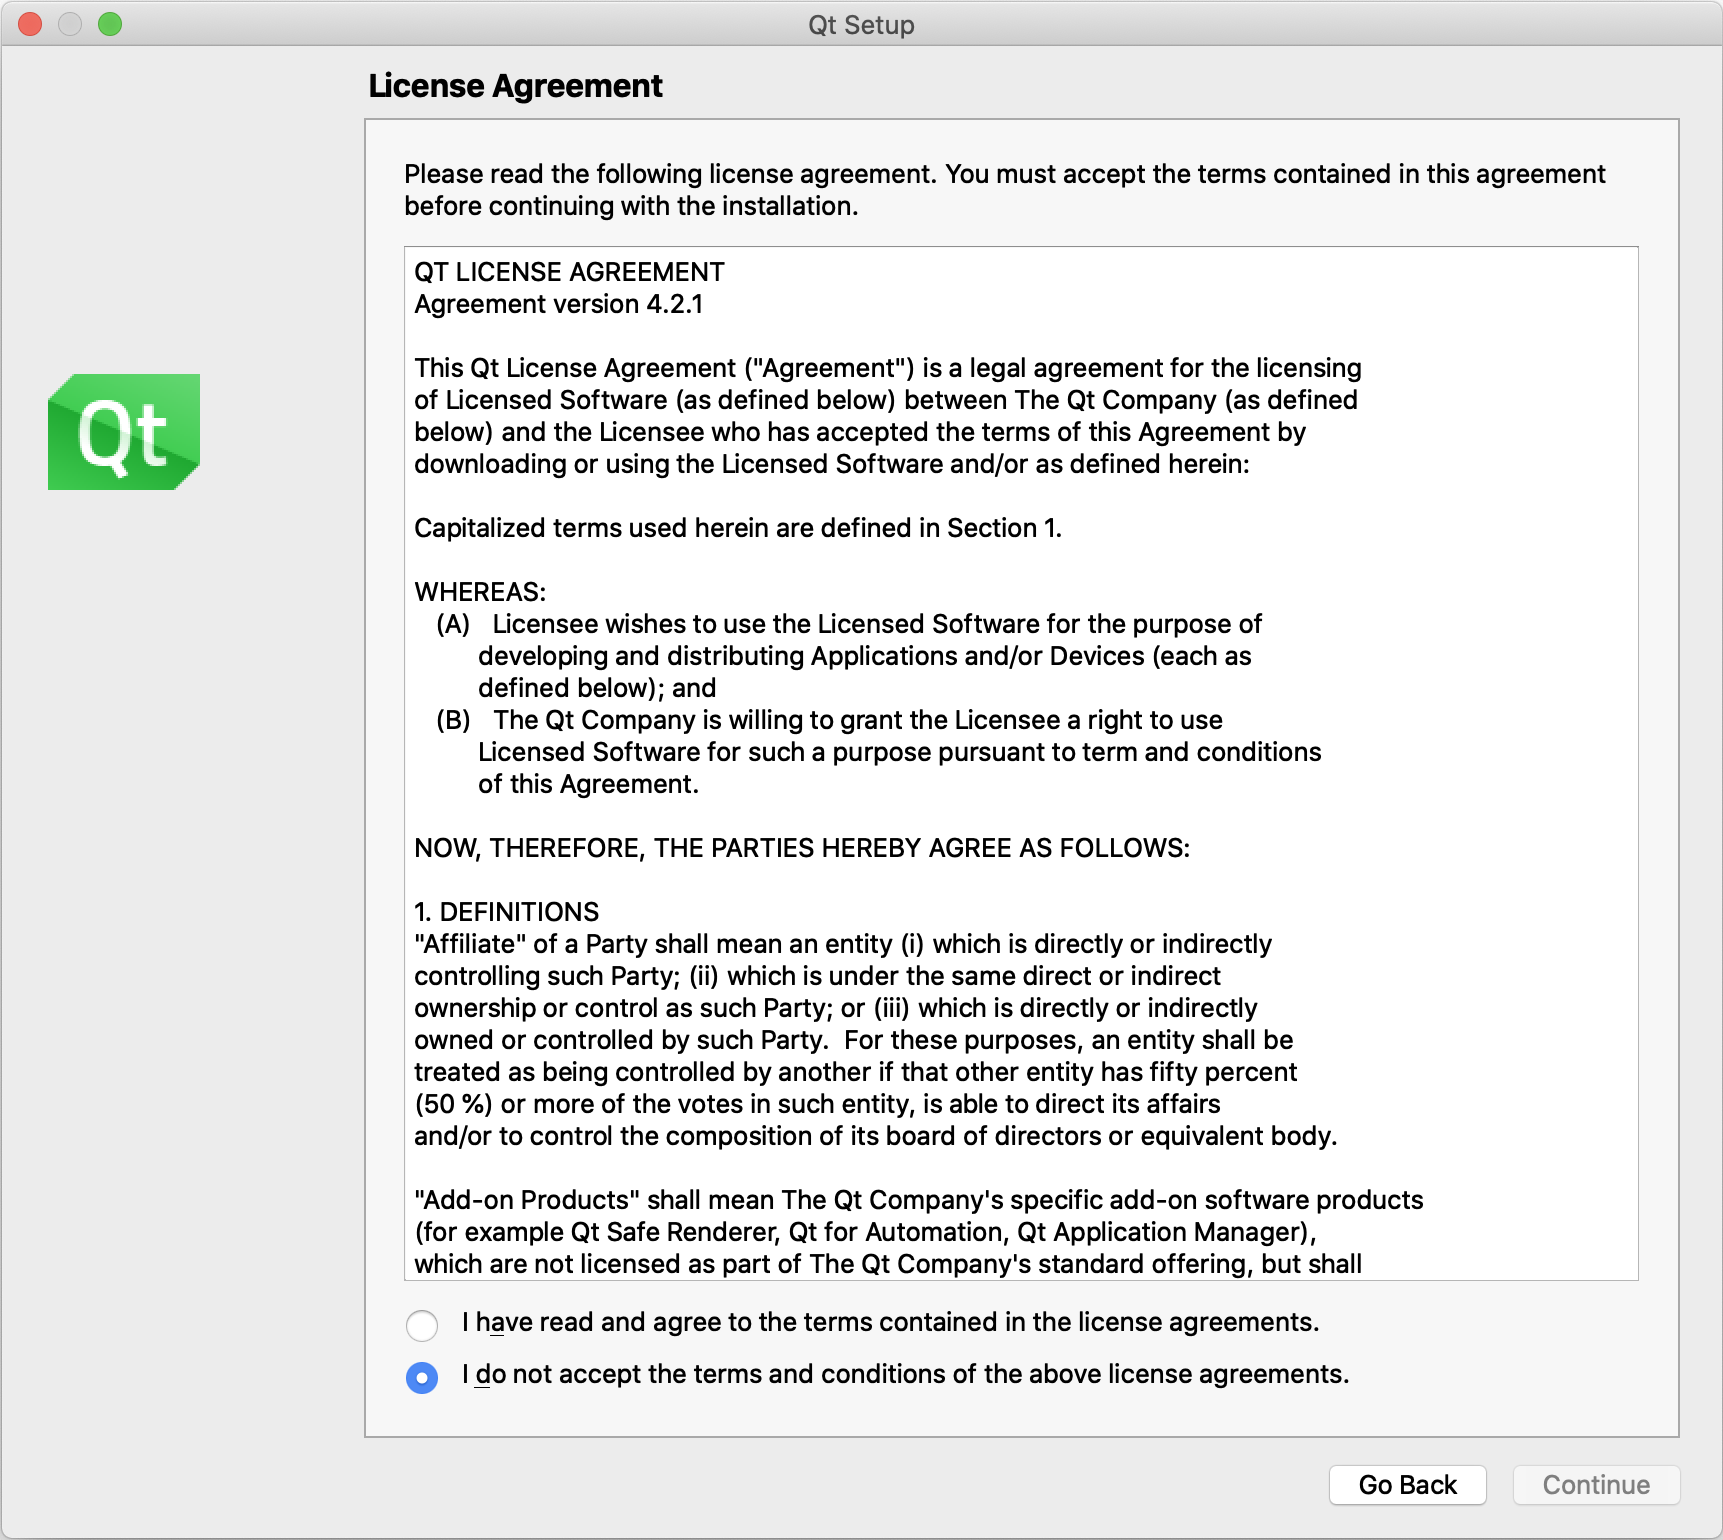 Qt Setup
License Agreement
Please read the following license agreement. You must accept the terms contained in this agreement
before continuing with the installation.
QT LICENSE AGREEMENT
Agreement version 4.2.1
This Qt License Agreement ("Agreement") is a legal agreement for the licensing
of Licensed Software (as defined below) between The Qt Company (as defined
below) and the Licensee who has accepted the terms of this Agreement by
downloading or using the Licensed Software and/or as defined herein:
Qt
Capitalized terms used herein are defined in Section 1.
WHEREAS:
(A) Licensee wishes to use the Licensed Software for the purpose of
developing and distributing Applications and/or Devices (each as
defined below); and
(B) The Qt Company is willing to grant the Licensee a right to use
Licensed Software for such a purpose pursuant to term and conditions
of this Agreement.
NOW, THEREFORE, THE PARTIES HEREBY AGREE AS FOLLOWS:
1. DEFINITIONS
"Affiliate" of a Party shall mean an entity (i) which is directly or indirectly
controlling such Party; (ii) which is under the same direct or indirect
ownership or control as such Party; or (iii) which is directly or indirectly
owned or controlled by such Party.  For these purposes, an entity shall be
treated as being controlled by another if that other entity has fifty percent
(50 %) or more of the votes in such entity, is able to direct its affairs
and/or to control the composition of its board of directors or equivalent body.
"Add-on Products" shall mean The Qt Company's specific add-on software products
(for example Qt Safe Renderer, Qt for Automation, Qt Application Manager),
which are not licensed as part of The Qt Company's standard offering, but shall
I have read and agree to the terms contained in the license agreements.
I do not accept the terms and conditions of the above license agreements.
Go Back
Continue